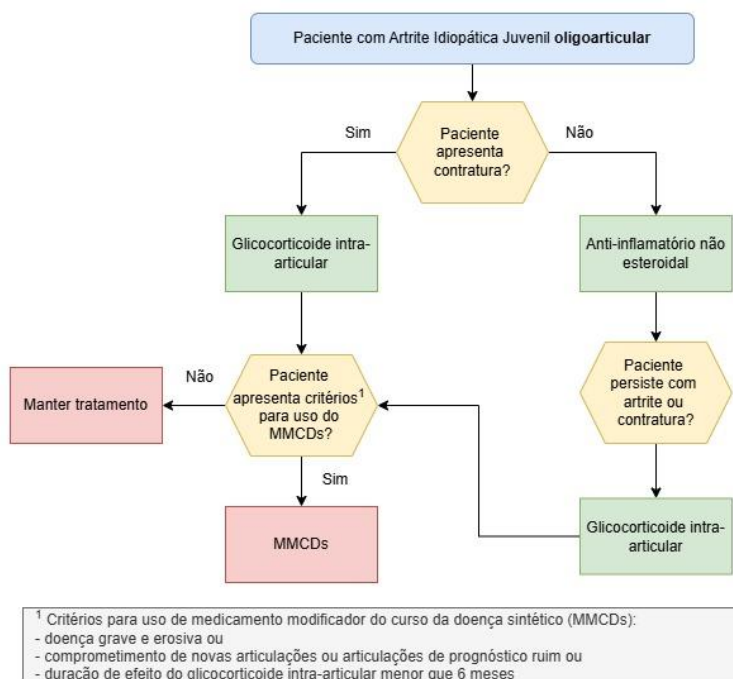 Paciente com Artrite Idiopática Juvenil oligoarticular
Sim
Paciente
apresenta
contratura?
Não
Glicocorticoide intra-
articular
Anti-inflamatório não
esteroidal
Manter tratamento
Não
Paciente
apresenta critérios¹
para uso do
MMCDs?
Paciente
persiste com
artrite ou
contratura?
Sim
MMCDs
Glicocorticoide intra-
articular
¹ Critérios para uso de medicamento modificador do curso da doença sintético (MMCDs):
- doença grave e erosiva ou
- comprometimento de novas articulações ou articulações de prognóstico ruim ou
- duração de efeito do glicocorticoide intra-articular menor que 6 meses